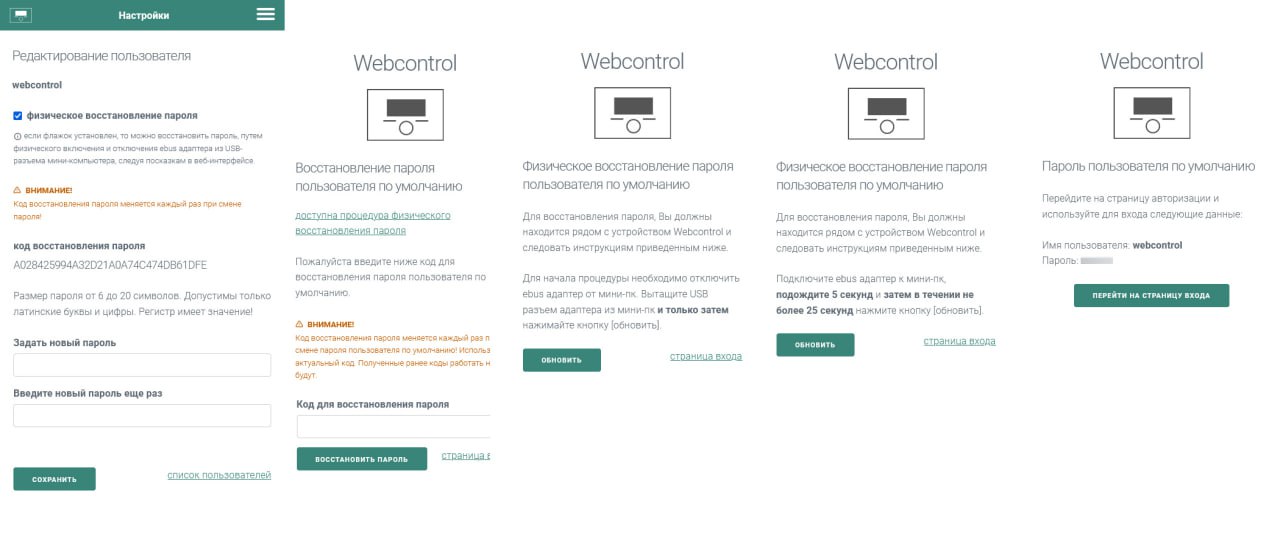 Настройки
Редактирование пользователя
webcontrol
физическое восстановление пароля
если флажок установлен, то можно восстановить пароль, путем
физического включения и отключения ebus адаптера из USB-
разъема мини-компьютера, следуя посказкам в веб-интерфейсе.
ВНИМАНИЕ!
Код восстановления пароля меняется каждый раз при смене
пароля!
код восстановления пароля
A028425994A32D21A0A74C474DB61DFE
Размер пароля от 6 до 20 символов. Допустимы только
латинские буквы и цифры. Регистр имеет значение!
Задать новый пароль
Введите новый пароль еще раз
СОХРАНИТЬ
список пользователей
Webcontrol
Восстановление пароля
пользователя по умолчанию
доступна процедура физического
восстановления пароля
Пожалуйста введите ниже код для
восстановления пароля пользователя по
умолчанию.
ВНИМАНИЕ!
Код восстановления пароля меняется каждый раз п
смене пароля пользователя по умолчанию! Использ
актуальный код. Полученные ранее коды работать н
будут.
Код для восстановления пароля
ВОССТАНОВИТЬ ПАРОЛЬ
страница в
Webcontrol
Физическое восстановление пароля
пользователя по умолчанию
Для восстановления пароля, Вы должны
находится рядом с устройством Webcontrol и
следовать инструкциям приведенным ниже.
Для начала процедуры необходимо отключить
ebus адаптер от мини-пк. Вытащите USB
разъем адаптера из мини-пк и только затем
нажимайте кнопку [обновить].
ОБНОВИТЬ
страница входа
Webcontrol
Физическое восстановление пароля
пользователя по умолчанию
Для восстановления пароля, Вы должны
находится рядом с устройством Webcontrol и
следовать инструкциям приведенным ниже.
Подключите ebus адаптер к мини-пк,
подождите 5 секунд и затем в течении не
более 25 секунд нажмите кнопку [обновить].
ОБНОВИТЬ
страница входа
Webcontrol
Пароль пользователя по умолчанию
Перейдите на страницу авторизации и
используйте для входа следующие данные:
Имя пользователя: webcontrol
Пароль:
ПЕРЕЙТИ НА СТРАНИЦУ ВХОДА